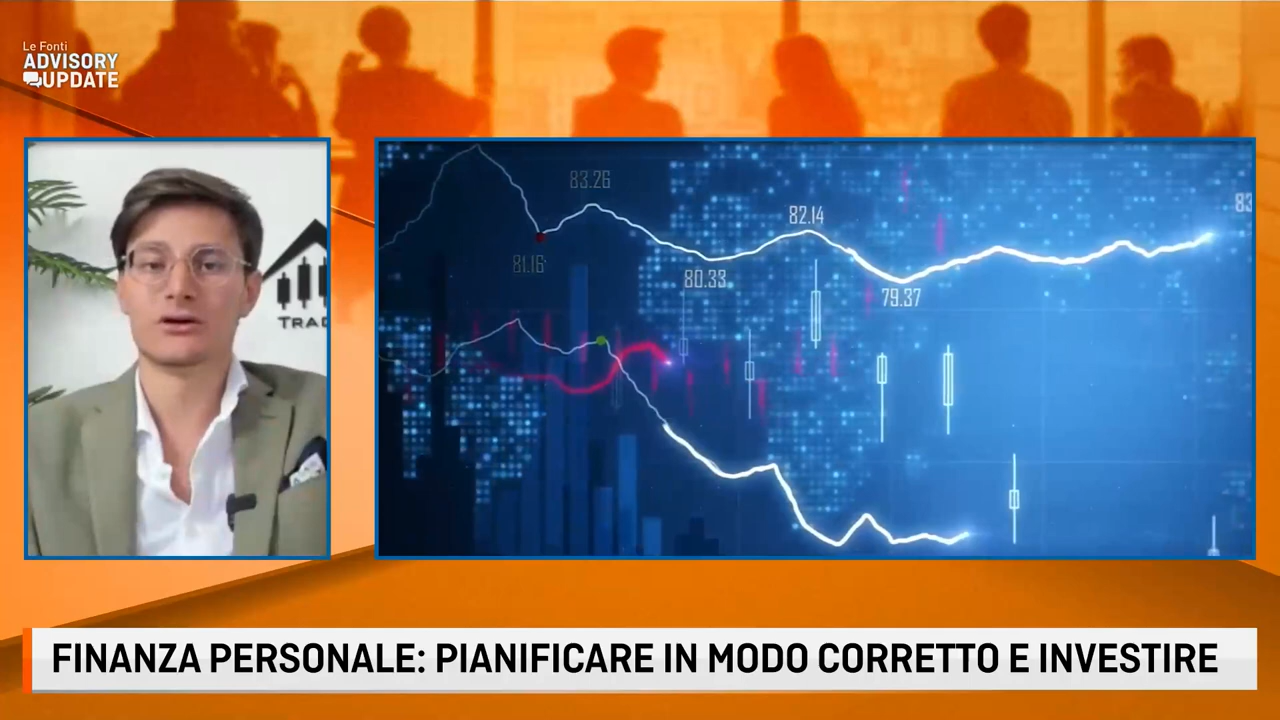 Le Fonti
ADVISORY
UPDATE
83.26
82.14
81.16
80.33
79.37
83
TRAD
FINANZA PERSONALE: PIANIFICARE IN MODO CORRETTO E INVESTIRE